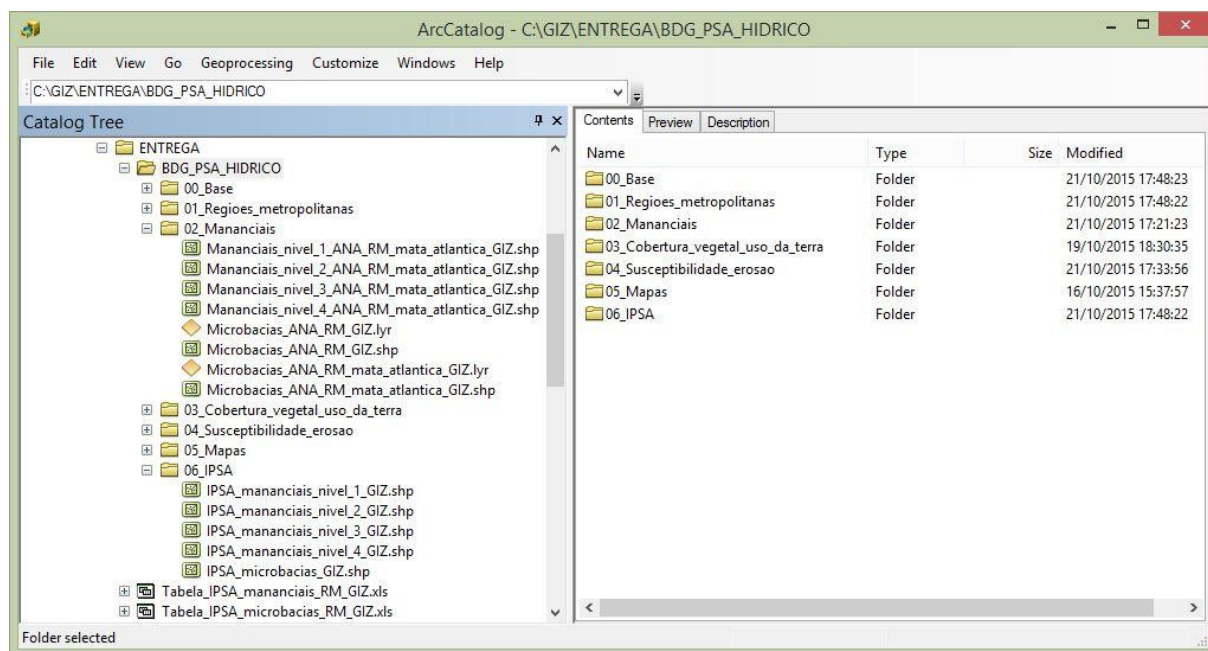 ArcCatalog - C:\GIZ\ENTREGA\BDG_PSA_HIDRICO
File Edit View Go Geoprocessing Customize Windows Help
C:\GIZ\ENTREGA\BDG_PSA_HIDRICO
Catalog Tree
ENTREGA
BDG_PSA_HIDRICO
00_Base
01_Regioes_metropolitanas
02_Mananciais
Mananciais_nivel_1_ANA_RM_mata_atlantica_GIZ.shp
Mananciais_nivel_2_ANA_RM_mata_atlantica_GIZ.shp
Mananciais_nivel_3_ANA_RM_mata_atlantica_GIZ.shp
Mananciais_nivel_4_ANA_RM_mata_atlantica_GIZ.shp
Microbacias_ANA_RM_GIZ.lyr
Microbacias_ANA_RM_GIZ.shp
Microbacias_ANA_RM_mata_atlantica_GIZ.lyr
Microbacias_ANA_RM_mata_atlantica_GIZ.shp
03_Cobertura_vegetal_uso_da_terra
04_Susceptibilidade_erosao
05_Mapas
06_IPSA
IPSA_mananciais_nivel_1_GIZ.shp
IPSA_mananciais_nivel_2_GIZ.shp
IPSA_mananciais_nivel_3_GIZ.shp
IPSA_mananciais_nivel_4_GIZ.shp
IPSA_microbacias_GIZ.shp
Tabela_IPSA_mananciais_RM_GIZ.xls
Tabela_IPSA_microbacias_RM_GIZ.xls
Contents Preview Description
Name Type Size Modified
00_Base Folder 21/10/2015 17:48:23
01_Regioes_metropolitanas Folder 21/10/2015 17:48:22
02_Mananciais Folder 21/10/2015 17:21:23
03_Cobertura_vegetal_uso_da_terra Folder 19/10/2015 18:30:35
04_Susceptibilidade_erosao Folder 21/10/2015 17:33:56
05_Mapas Folder 16/10/2015 15:37:57
06_IPSA Folder 21/10/2015 17:48:22
Folder selected